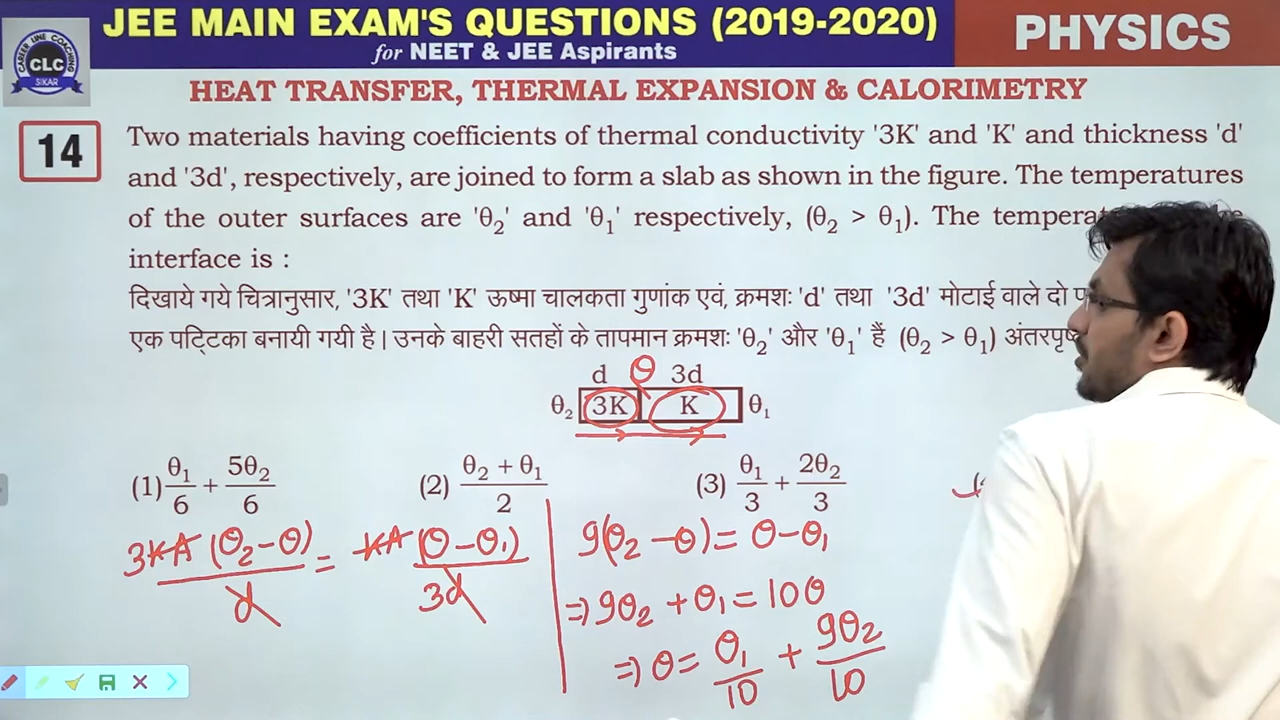 JEE MAIN EXAM'S QUESTIONS (2019-2020)
for NEET & JEE Aspirants
PHYSICS
CAREER LINE COACHING
CLC
SIKAR
HEAT TRANSFER, THERMAL EXPANSION & CALORIMETRY
14
Two materials having coefficients of thermal conductivity '3K' and 'K' and thickness 'd'
and '3d', respectively, are joined to form a slab as shown in the figure. The temperatures
of the outer surfaces are 'θ₂' and 'θ₁' respectively, (θ₂ > θ₁). The
interface is :
दिखाये गये चित्रानुसार, '3K' तथा 'K' ऊष्मा चालकता गुणांक एवं, क्रमशः 'd' तथा '3d' मोटाई वाले दो
एक पट्टिका बनायी गयी है। उनके बाहरी सतहों के तापमान क्रमशः 'θ₂' और 'θ₁' हैं (θ₂ > θ₁)
d θ 3d
θ₂ 3K K θ₁
(1) θ₁/6 + 5θ₂/6 (2) (θ₂ + θ₁)/2 (3) θ₁/3 + 2θ₂/3
3KA(θ₂-θ)/d = KA(θ-θ₁)/3d
9(θ₂-θ) = θ-θ₁
⇒ 9θ₂ + θ₁ = 10θ
⇒ θ = θ₁/10 + 9θ₂/10